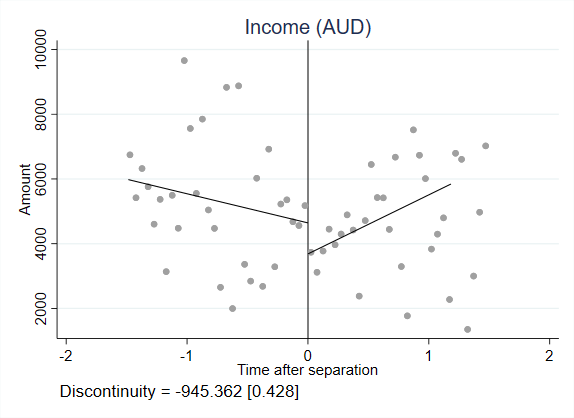 Income (AUD)
Amount
10000
8000
6000
4000
2000
-2 -1 0 1 2
Time after separation
Discontinuity = -945.362 [0.428]